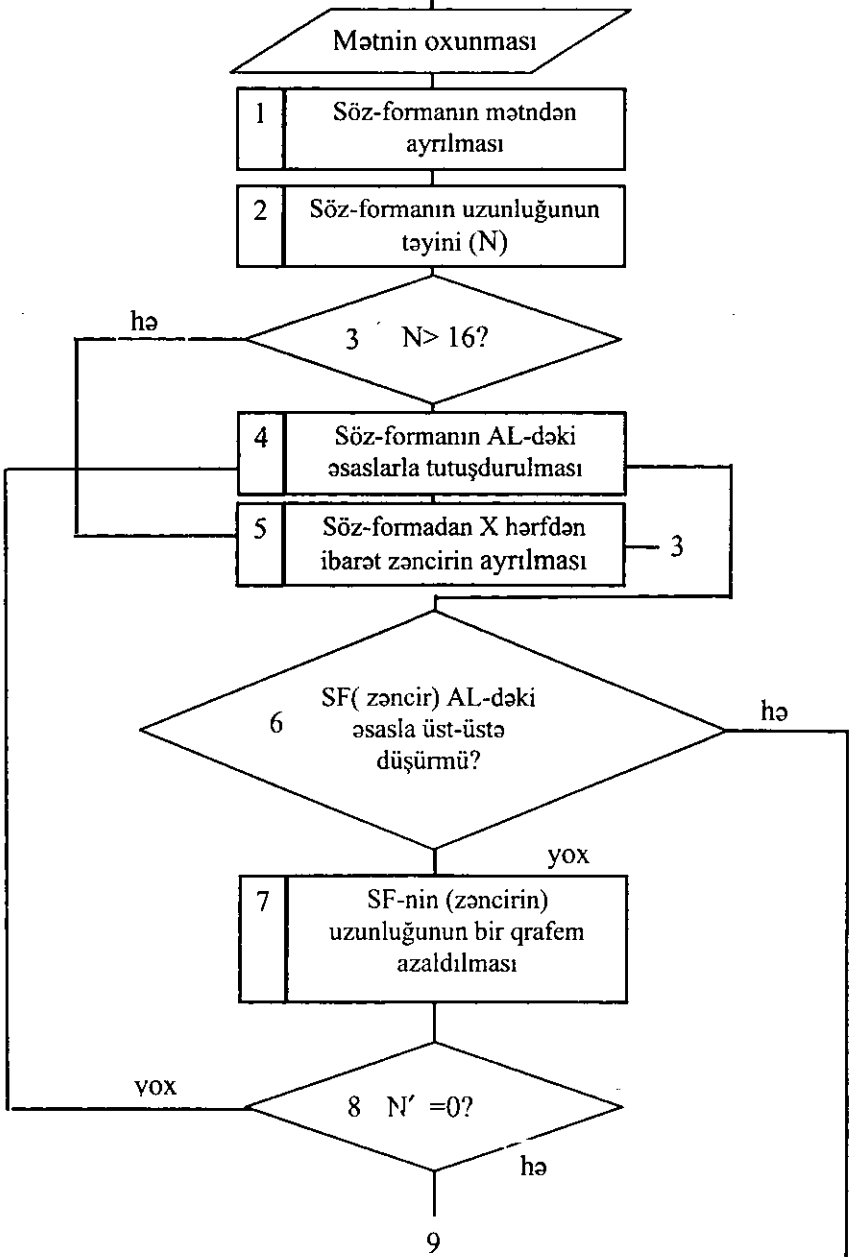 Mətnin oxunması
1 Söz-formanın mətndən
ayrılması
2 Söz-formanın uzunluğunun
təyini (N)
hə
3 N> 16?
4 Söz-formanın AL-dəki
əsaslarla tutuşdurulması
5 Söz-formadan X hərfdən
ibarət zəncirin ayrılması
3
SF( zəncir) AL-dəki
6 əsasla üst-üstə
düşürmü?
hə
yox
7 SF-nin (zəncirin)
uzunluğunun bir qrafem
azaldılması
yox
8 N′ =0?
hə
9